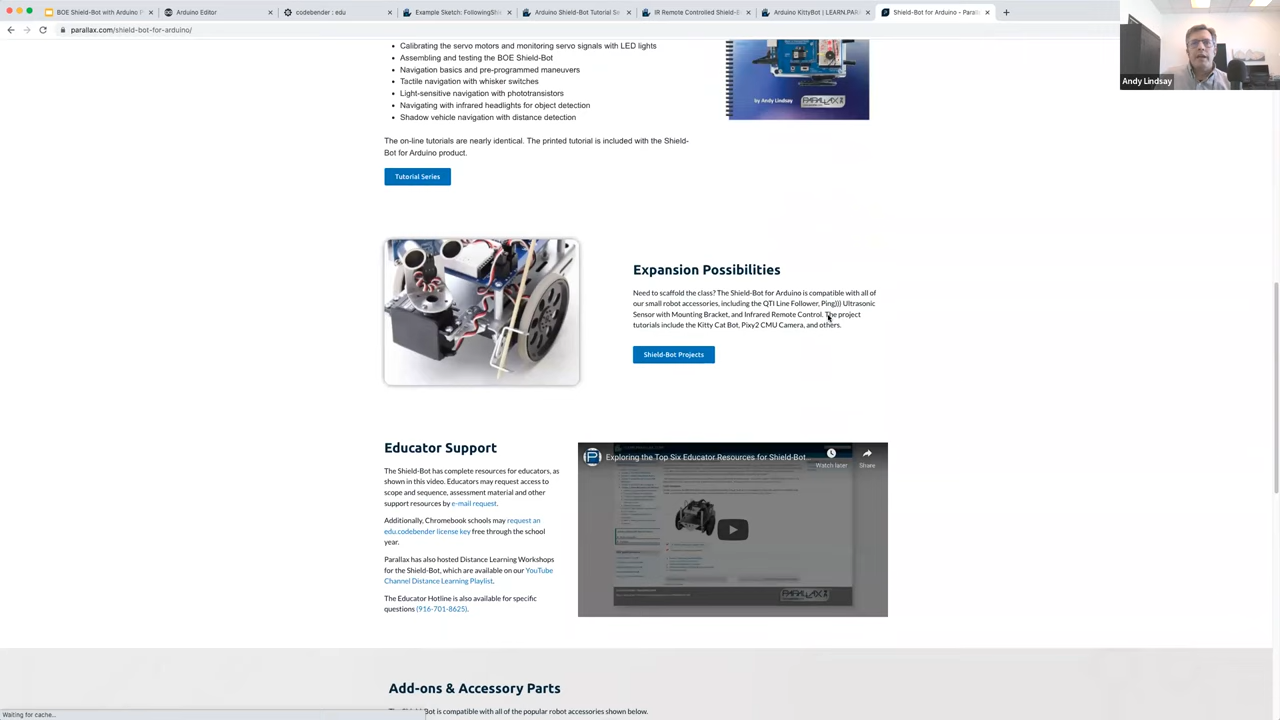 BOE Shield-Bot with Arduino P
Arduino Editor
codebender : edu
Example Sketch: FollowingShie
Arduino Shield-Bot Tutorial Se
IR Remote Controlled Shield-B
Arduino KittyBot | LEARN.PAR
Shield-Bot for Arduino – Paral
parallax.com/shield-bot-for-arduino/
Andy Lindsay
Calibrating the servo motors and monitoring servo signals with LED lights
Assembling and testing the BOE Shield-Bot
Navigation basics and pre-programmed maneuvers
Tactile navigation with whisker switches
Light-sensitive navigation with phototransistors
Navigating with infrared headlights for object detection
Shadow vehicle navigation with distance detection
by Andy Lindsay
PARALLAX
The on-line tutorials are nearly identical. The printed tutorial is included with the Shield-
Bot for Arduino product.
Tutorial Series
Expansion Possibilities
Need to scaffold the class? The Shield-Bot for Arduino is compatible with all of
our small robot accessories, including the QTI Line Follower, Ping))) Ultrasonic
Sensor with Mounting Bracket, and Infrared Remote Control. The project
tutorials include the Kitty Cat Bot, Pixy2 CMU Camera, and others.
Shield-Bot Projects
Educator Support
The Shield-Bot has complete resources for educators, as
shown in this video. Educators may request access to
scope and sequence, assessment material and other
support resources by e-mail request.
Additionally, Chromebook schools may request an
edu.codebender license key free through the school
year.
Parallax has also hosted Distance Learning Workshops
for the Shield-Bot, which are available on our YouTube
Channel Distance Learning Playlist.
The Educator Hotline is also available for specific
questions (916-701-8625).
Exploring the Top Six Educator Resources for Shield-Bot...
Watch later
Share
PARALLAX
Add-ons & Accessory Parts
Bot is compatible with all of the popular robot accessories shown below.
Waiting for cache...